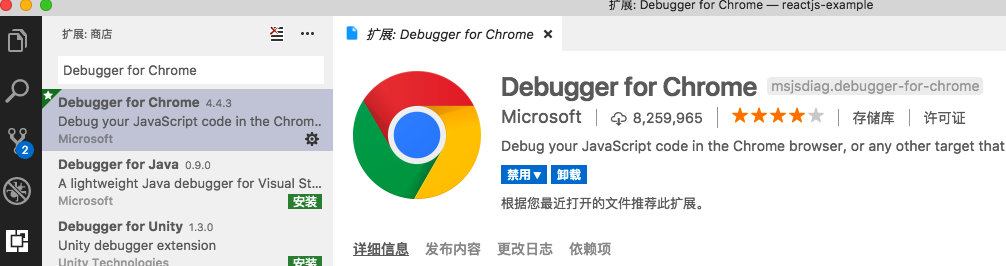 扩展: Debugger for Chrome — reactjs-example
扩展: 商店
Debugger for Chrome
Debugger for Chrome 4.4.3
Debug your JavaScript code in the Chrom...
Microsoft
Debugger for Java 0.9.0
A lightweight Java debugger for Visual St...
Microsoft 安装
Debugger for Unity 1.3.0
Unity debugger extension
Unity Technologies 安装
2
扩展: Debugger for Chrome
Debugger for Chrome msjsdiag.debugger-for-chrome
Microsoft 8,259,965 存储库 许可证
Debug your JavaScript code in the Chrome browser, or any other target that
禁用 卸载
根据您最近打开的文件推荐此扩展。
详细信息 发布内容 更改日志 依赖项